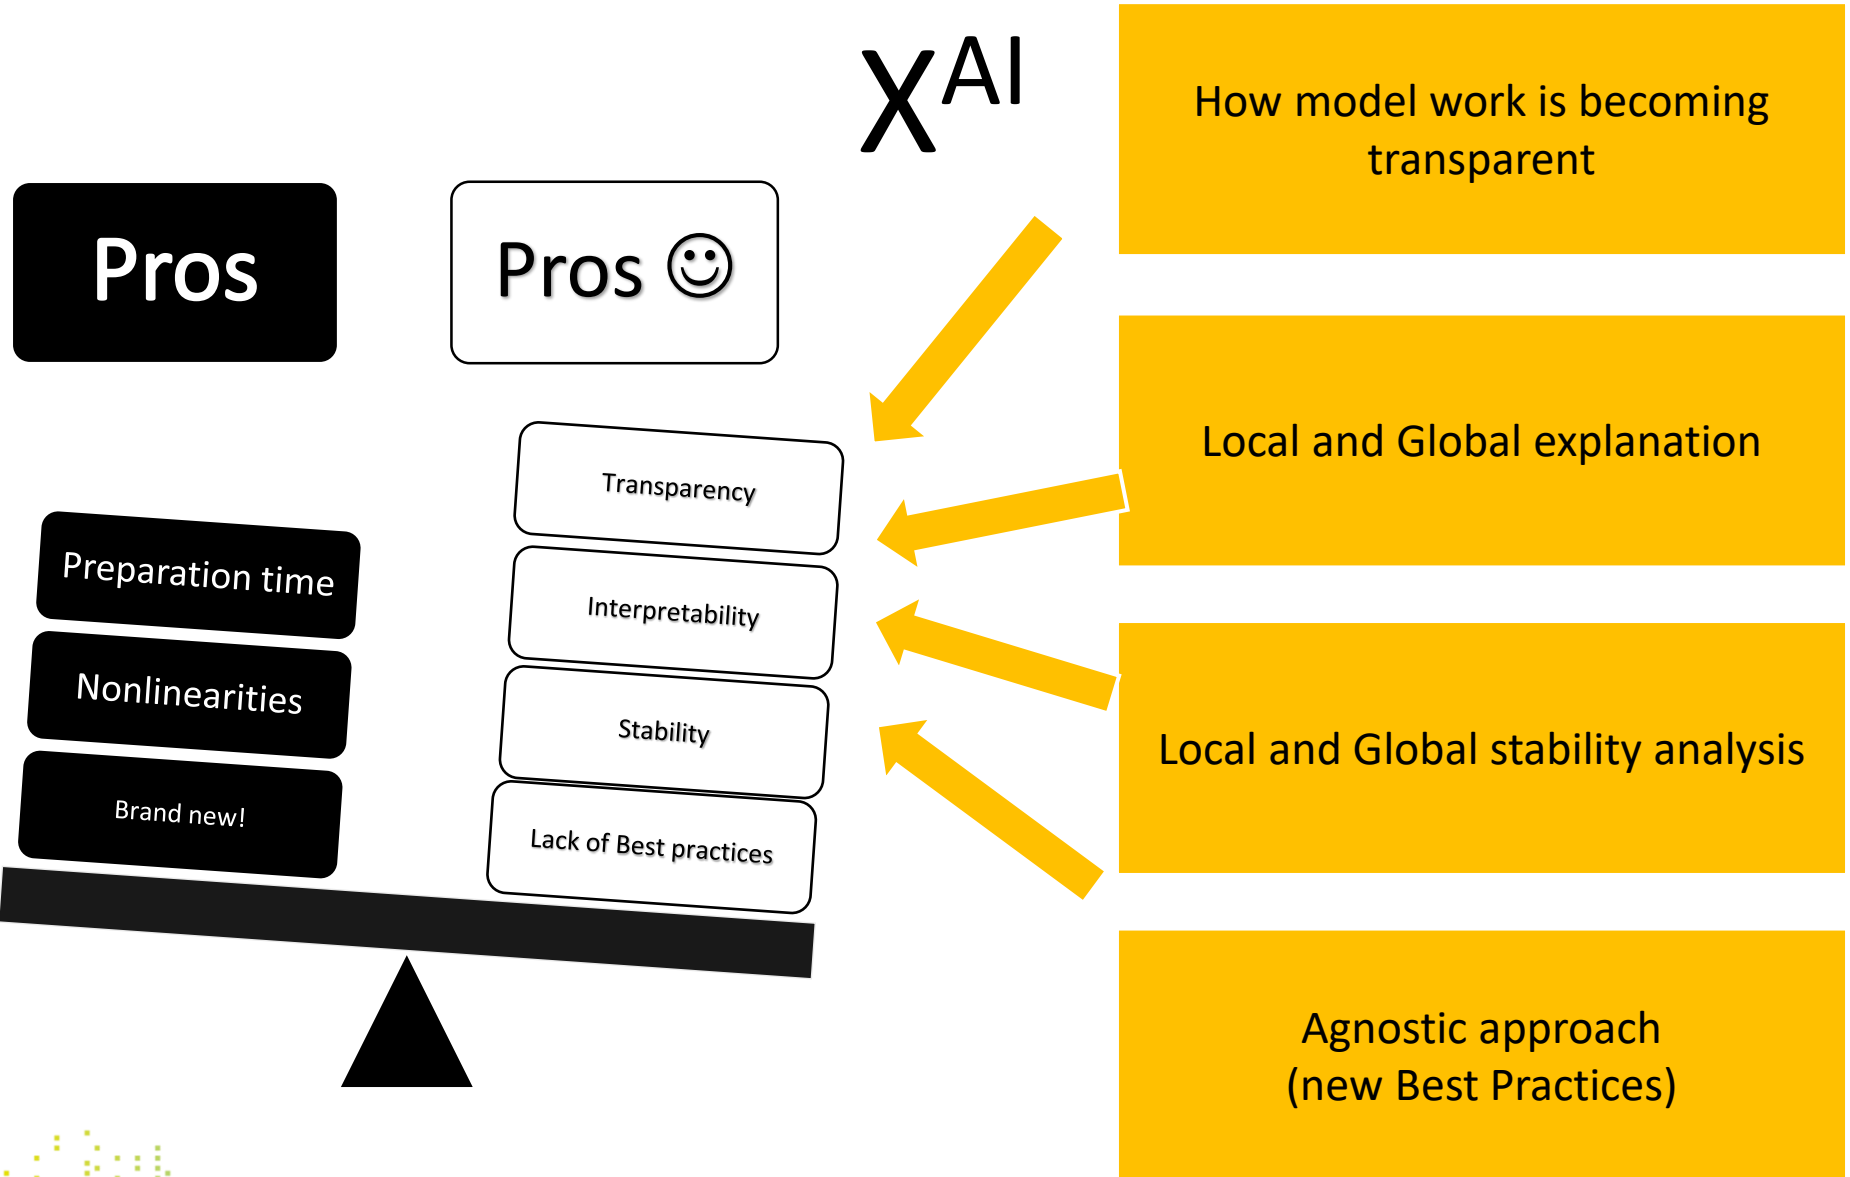 XAI
Pros
Pros ☺
Preparation time
Nonlinearities
Brand new!
Transparency
Interpretability
Stability
Lack of Best practices
How model work is becoming
transparent
Local and Global explanation
Local and Global stability analysis
Agnostic approach
(new Best Practices)